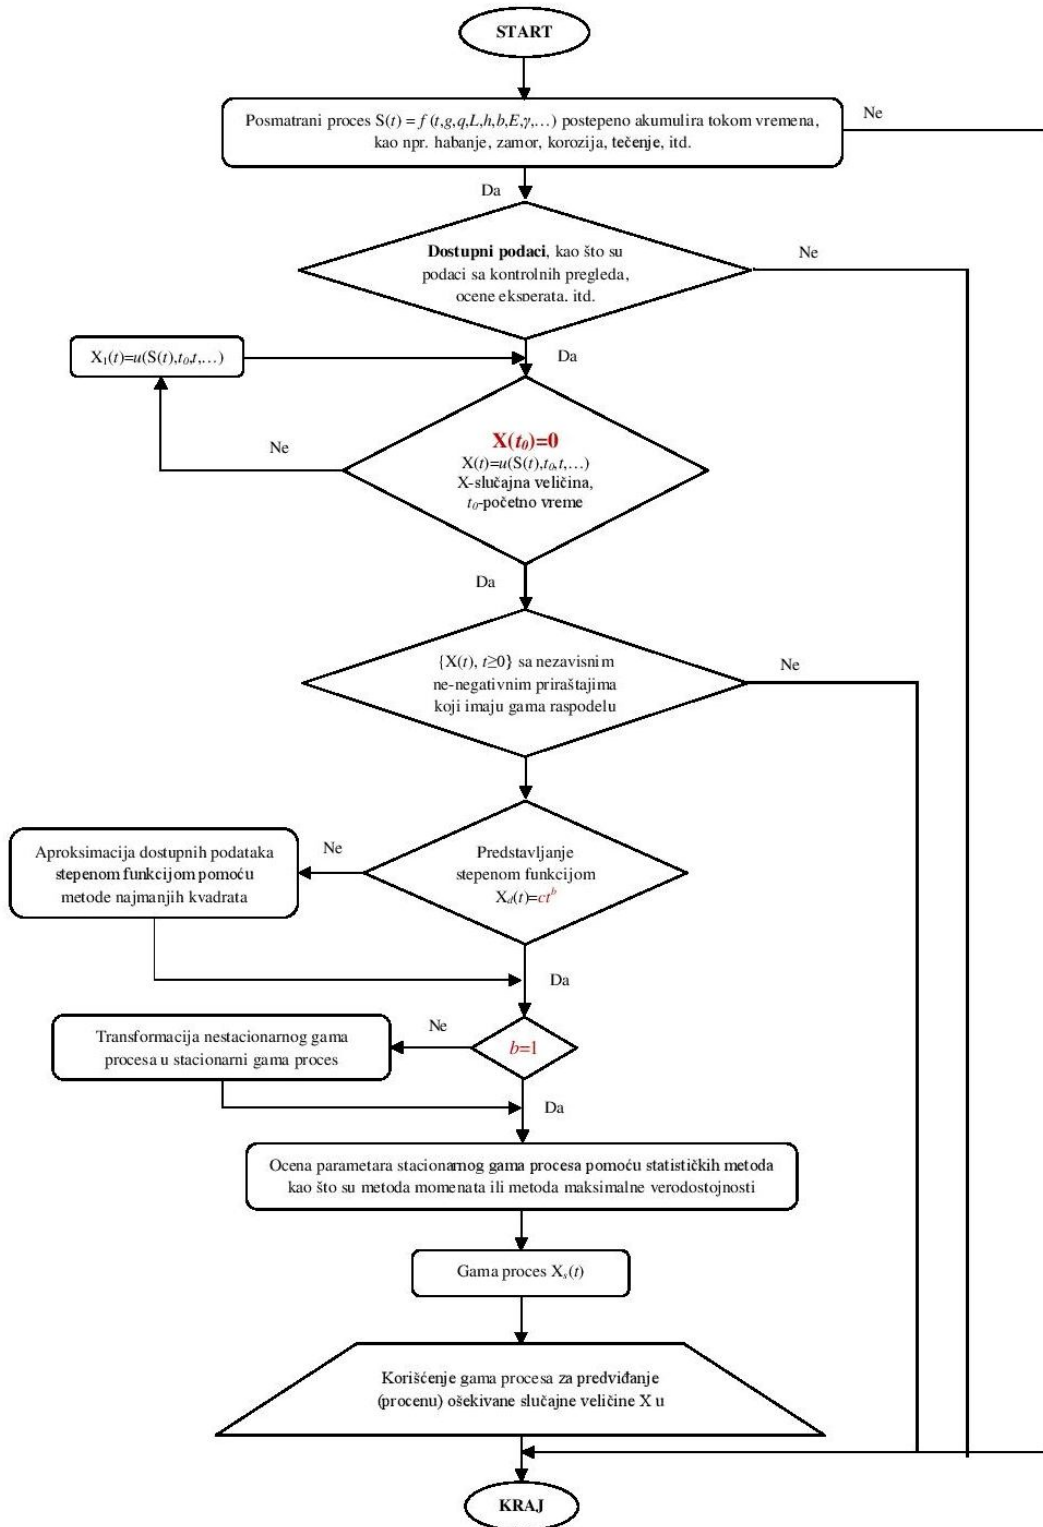 START
Posmatrani proces S(t) = f (t,g,q,L,h,b,E,γ,…) postepeno akumulira tokom vremena,
kao npr. habanje, zamor, korozija, tečenje, itd.
Ne
Da
Dostupni podaci, kao što su
podaci sa kontrolnih pregleda,
ocene eksperata, itd.
Ne
X₁(t)=u(S(t),t₀,t,…)
Da
Ne
X(t₀)=0
X(t)=u(S(t),t₀,t,…)
X-slučajna veličina,
t₀-početno vreme
Da
{X(t), t≥0} sa nezavisnim
ne-negativnim priraštajima
koji imaju gama raspodelu
Ne
Aproksimacija dostupnih podataka
stepenom funkcijom pomoću
metode najmanjih kvadrata
Ne
Predstavljanje
stepenom funkcijom
X_d(t)=ct^b
Da
Transformacija nestacionarnog gama
procesa u stacionarni gama proces
Ne
b=1
Da
Ocena parametara stacionarnog gama procesa pomoću statističkih metoda
kao što su metoda momenata ili metoda maksimalne verodostojnosti
Gama proces X_s(t)
Korišćenje gama procesa za predviđanje
(procenu) ošekivane slučajne veličine X u
KRAJ